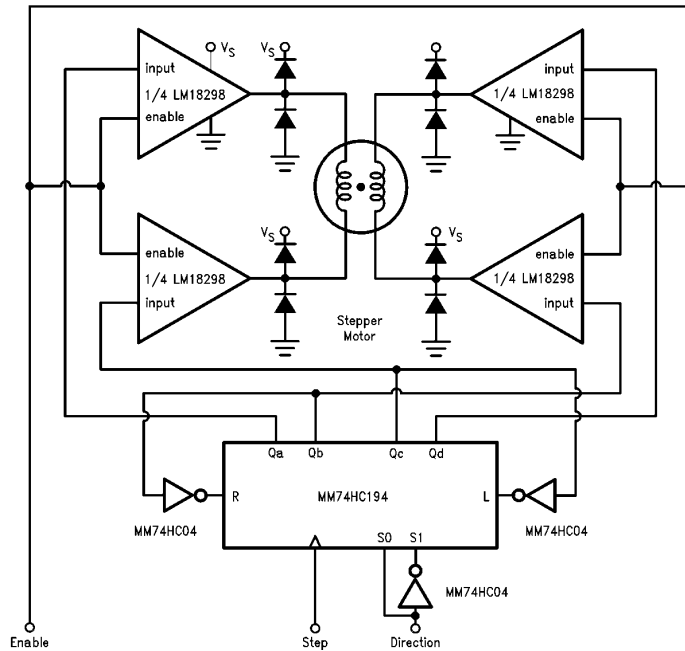 V_S
V_S
input
1/4 LM18298
enable
input
1/4 LM18298
enable
V_S
V_S
enable
1/4 LM18298
input
enable
1/4 LM18298
input
Stepper
Motor
Qa
Qb
Qc
Qd
R
MM74HC194
L
MM74HC04
MM74HC04
S0
S1
MM74HC04
Enable
Step
Direction